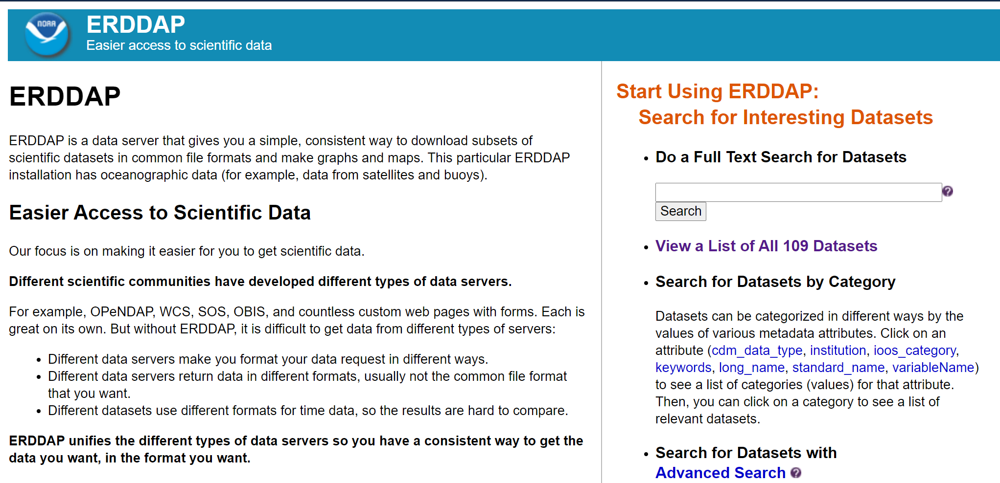 NOAA
ERDDAP
Easier access to scientific data
ERDDAP
ERDDAP is a data server that gives you a simple, consistent way to download subsets of
scientific datasets in common file formats and make graphs and maps. This particular ERDDAP
installation has oceanographic data (for example, data from satellites and buoys).
Easier Access to Scientific Data
Our focus is on making it easier for you to get scientific data.
Different scientific communities have developed different types of data servers.
For example, OPeNDAP, WCS, SOS, OBIS, and countless custom web pages with forms. Each is
great on its own. But without ERDDAP, it is difficult to get data from different types of servers:
• Different data servers make you format your data request in different ways.
• Different data servers return data in different formats, usually not the common file format
that you want.
• Different datasets use different formats for time data, so the results are hard to compare.
ERDDAP unifies the different types of data servers so you have a consistent way to get the
data you want, in the format you want.
Start Using ERDDAP:
Search for Interesting Datasets
• Do a Full Text Search for Datasets
?
Search
• View a List of All 109 Datasets
• Search for Datasets by Category
Datasets can be categorized in different ways by the
values of various metadata attributes. Click on an
attribute (cdm_data_type, institution, ioos_category,
keywords, long_name, standard_name, variableName)
to see a list of categories (values) for that attribute.
Then, you can click on a category to see a list of
relevant datasets.
• Search for Datasets with
Advanced Search ?